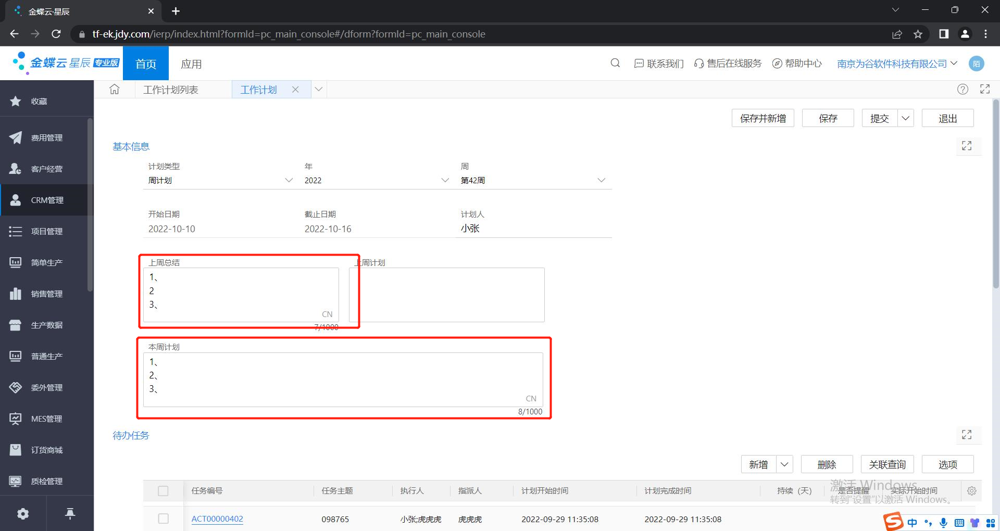 金蝶云·星辰
tf-ek.jdy.com/ierp/index.html?formId=pc_main_console#/dform?formId=pc_main_console
金蝶云 星辰 专业版 首页 应用 联系我们 售后在线服务 帮助中心 南京为谷软件科技有限公司 陌
工作计划列表 工作计划
收藏
费用管理
客户经营
CRM管理
项目管理
简单生产
销售管理
生产数据
普通生产
委外管理
MES管理
订货商城
质检管理
保存并新增 保存 提交 退出
基本信息
计划类型 年 周
周计划 2022 第42周
开始日期 截止日期 计划人
2022-10-10 2022-10-16 小张
上周总结 上周计划
1、
2
3、
CN
7/1000
本周计划
1、
2、
3、
CN
8/1000
待办任务
新增 删除 关联查询 选项
任务编号 任务主题 执行人 指派人 计划开始时间 计划完成时间 持续（天） 是否提醒 实际开始时间
ACT00000402 098765 小张;虎虎虎 虎虎虎 2022-09-29 11:35:08 2022-09-29 11:35:08
激活 Windows
转到"设置"以激活 Windows。
S 中